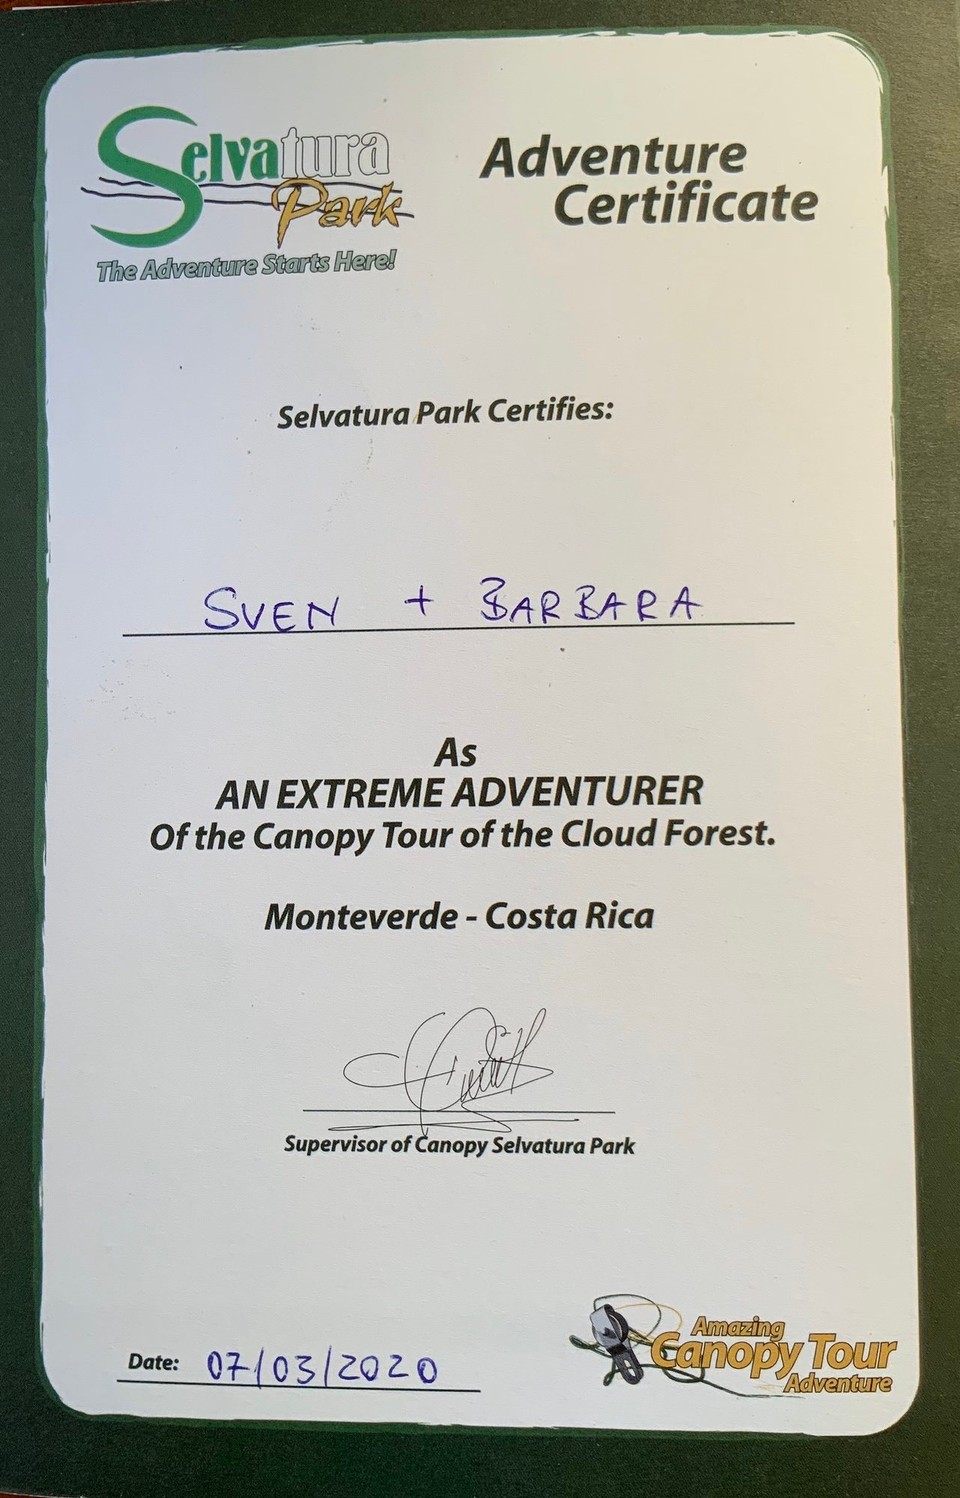 Selvatura
Park
The Adventure Starts Here!
Adventure
Certificate
Selvatura Park Certifies:
SVEN + BARBARA
As
AN EXTREME ADVENTURER
Of the Canopy Tour of the Cloud Forest.
Monteverde - Costa Rica
Supervisor of Canopy Selvatura Park
Date: 07/03/2020
Amazing
Canopy Tour
Adventure